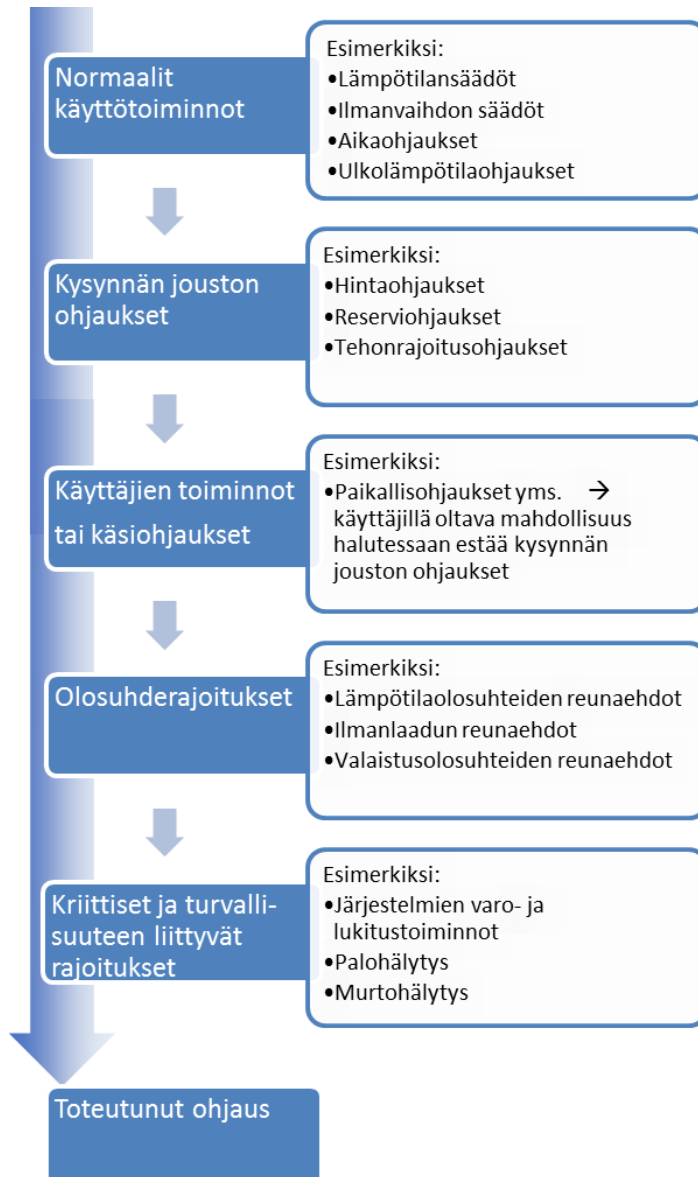 Normaalit
käyttötoiminnot
Esimerkiksi:
•Lämpötilansäädöt
•Ilmanvaihdon säädöt
•Aikaohjaukset
•Ulkolämpötilaohjaukset
Kysynnän jouston
ohjaukset
Esimerkiksi:
•Hintaohjaukset
•Reserviohjaukset
•Tehonrajoitusohjaukset
Käyttäjien toiminnot
tai käsiohjaukset
Esimerkiksi:
•Paikallisohjaukset yms. →
käyttäjillä oltava mahdollisuus
halutessaan estää kysynnän
jouston ohjaukset
Olosuhderajoitukset
Esimerkiksi:
•Lämpötilaolosuhteiden reunaehdot
•Ilmanlaadun reunaehdot
•Valaistusolosuhteiden reunaehdot
Kriittiset ja turvalli-
suuteen liittyvät
rajoitukset
Esimerkiksi:
•Järjestelmien varo- ja
lukitustoiminnot
•Palohälytys
•Murtohälytys
Toteutunut ohjaus